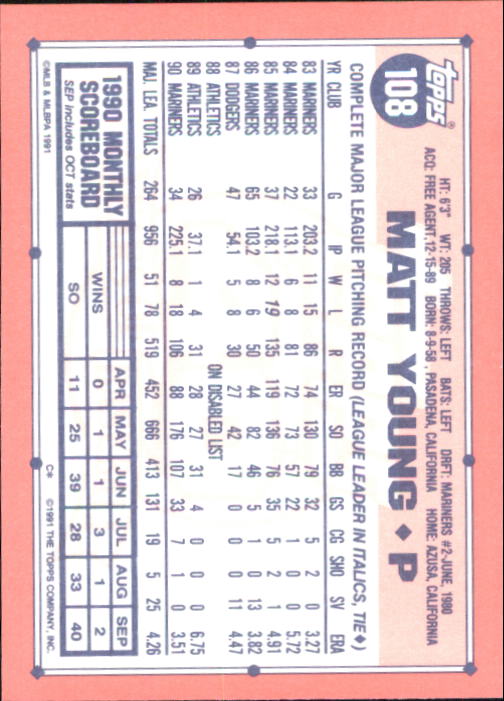 TOPPS®
108
HT: 6'3" WT: 205 THROWS: LEFT BATS: LEFT DRFT: MARINERS #2-JUNE, 1980
ACQ: FREE AGENT, 12-15-89 BORN: 8-9-58, PASADENA, CALIFORNIA HOME: AZUSA, CALIFORNIA
MATT YOUNG ♦ P
COMPLETE MAJOR LEAGUE PITCHING RECORD (LEAGUE LEADER IN ITALICS, TIE♦)
YR CLUB G IP W L R ER SO BB GS CG SHO SV ERA
83 MARINERS 33 203.2 11 15 86 74 130 79 32 5 2 0 3.27
84 MARINERS 22 113.1 6 8 81 72 73 57 22 1 0 0 5.72
85 MARINERS 37 218.1 12 19 135 119 136 76 35 5 2 1 4.91
86 MARINERS 65 103.2 8 6 50 44 82 46 5 1 0 13 3.82
87 DODGERS 47 54.1 5 8 30 27 42 17 0 0 0 11 4.47
88 ATHLETICS ON DISABLED LIST
89 ATHLETICS 26 37.1 1 4 31 28 27 31 4 0 0 0 6.75
90 MARINERS 34 225.1 8 18 106 88 176 107 33 7 1 0 3.51
MAJ. LEA. TOTALS 264 956 51 78 519 452 666 413 131 19 5 25 4.26
1990 MONTHLY
SCOREBOARD
SEP includes OCT stats
APR MAY JUN JUL AUG SEP
WINS 0 1 1 3 1 2
SO 11 25 39 28 33 40
©MLB & MLBPA 1991 C* ©1991 THE TOPPS COMPANY, INC.